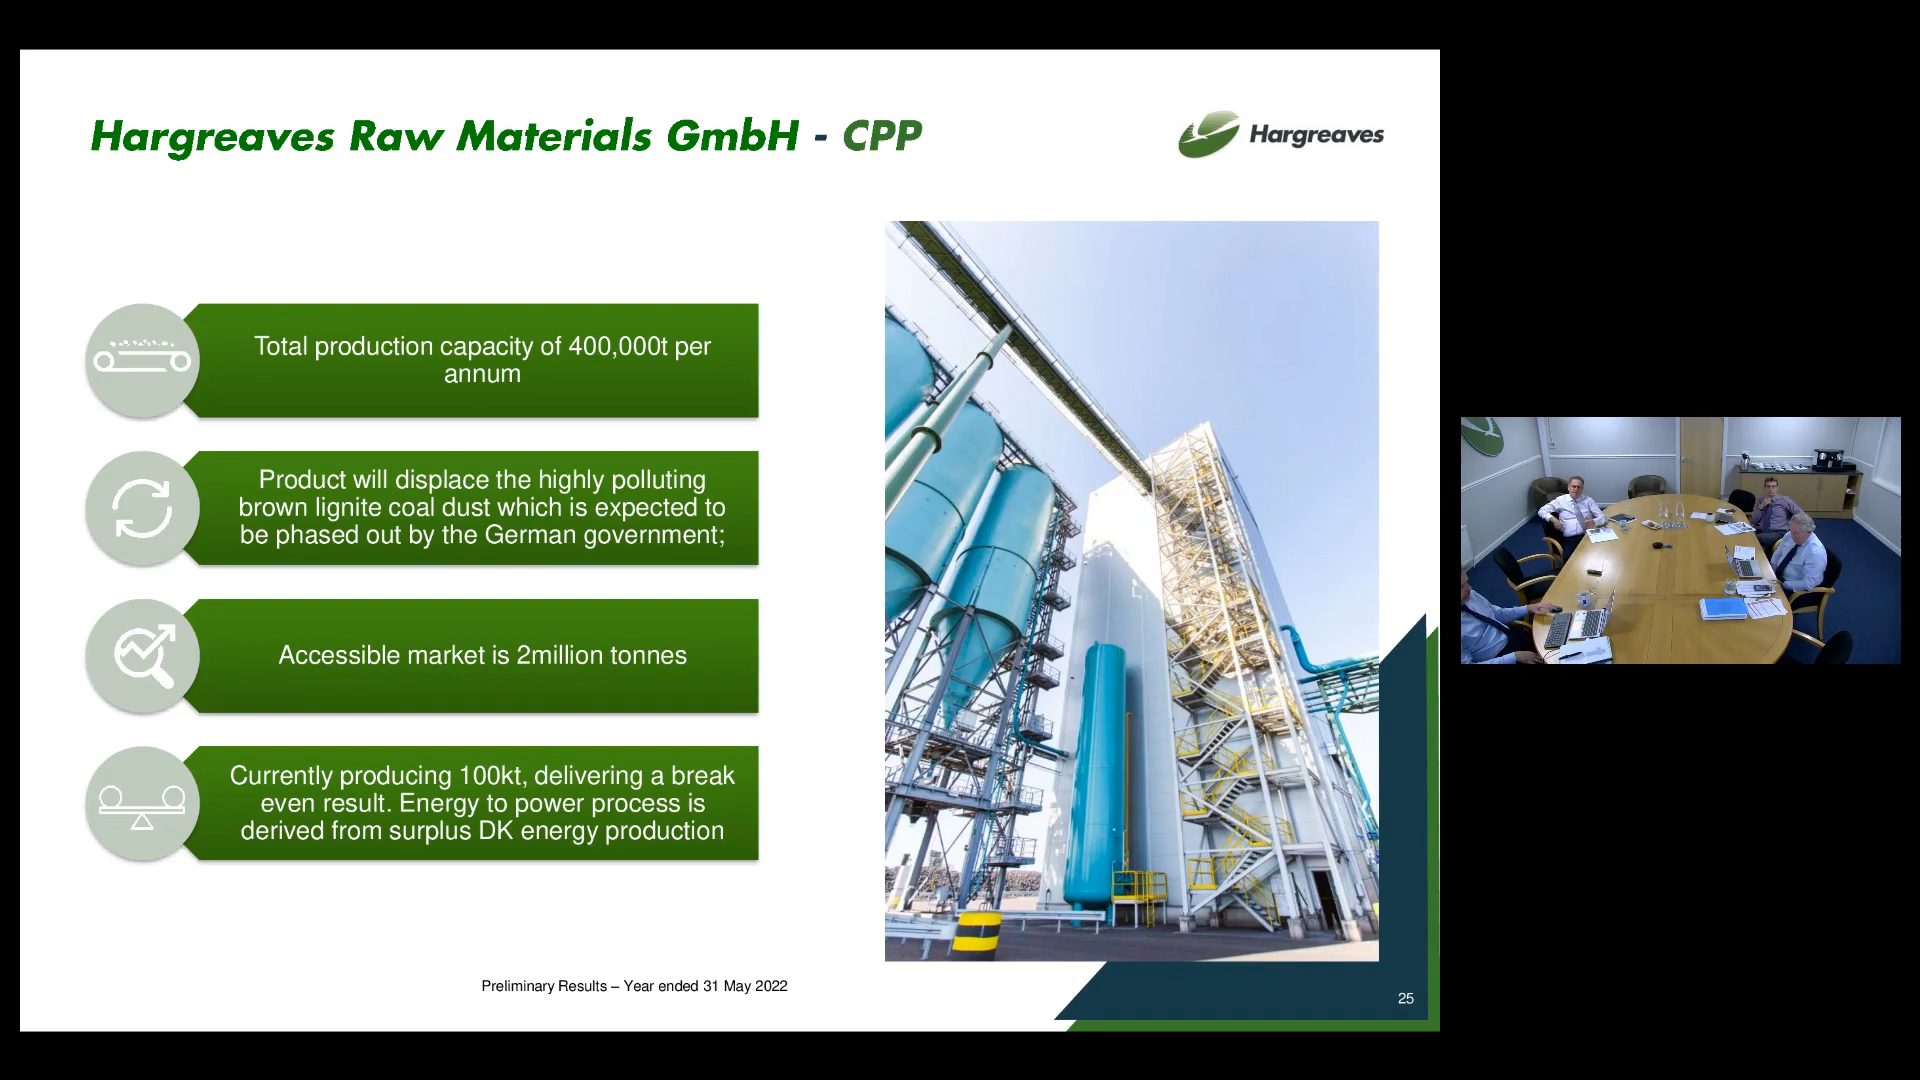 Hargreaves Raw Materials GmbH - CPP
Hargreaves
Total production capacity of 400,000t per
annum
Product will displace the highly polluting
brown lignite coal dust which is expected to
be phased out by the German government;
Accessible market is 2million tonnes
Currently producing 100kt, delivering a break
even result. Energy to power process is
derived from surplus DK energy production
Preliminary Results – Year ended 31 May 2022
25